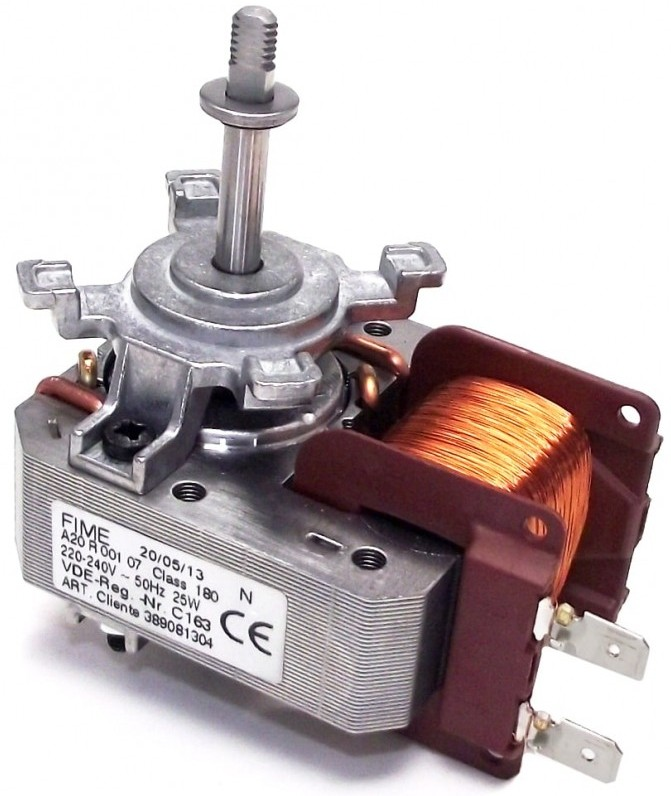 FIME 20/05/13 N
A20 R 001 07 Class 180
220-240V ~ 50Hz 25W
VDE-Reg. -Nr. C163
ART. Cliente 389081304
CE